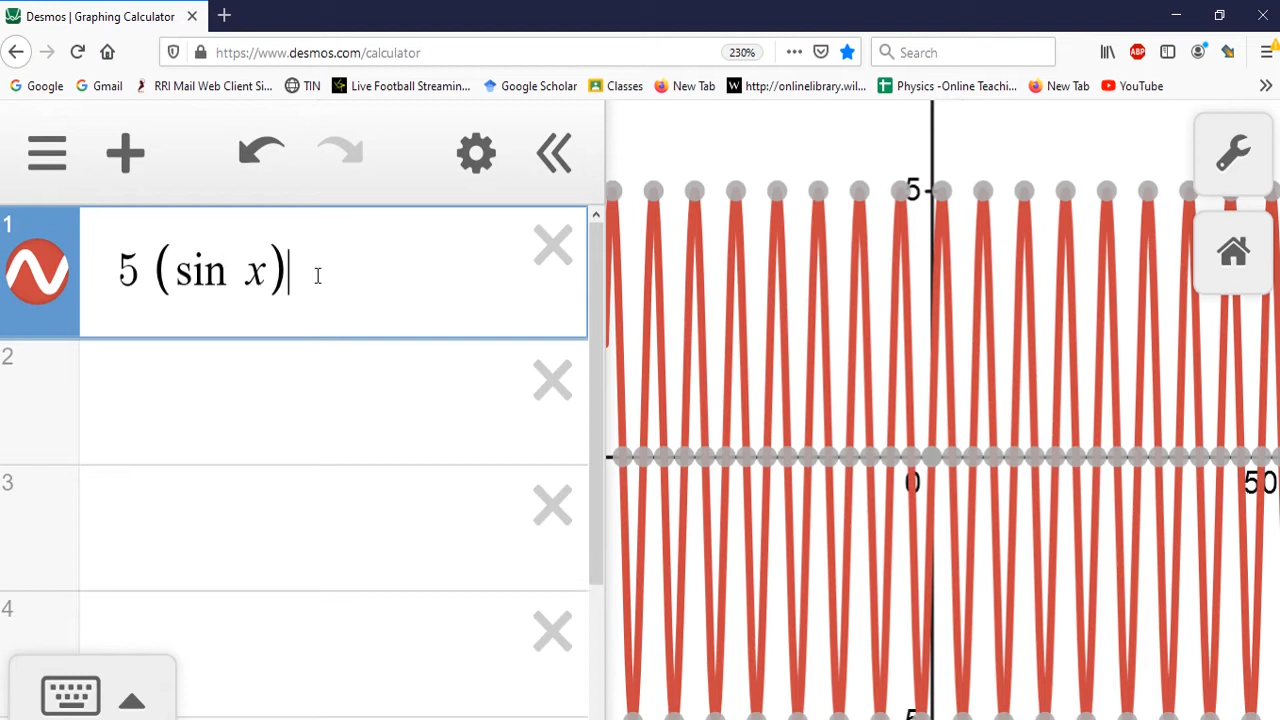 Desmos | Graphing Calculator
https://www.desmos.com/calculator
230%
Search
ABP
Google
Gmail
RRI Mail Web Client Si...
TIN
Live Football Streamin...
Google Scholar
Classes
New Tab
W http://onlinelibrary.wil...
Physics -Online Teachi...
New Tab
YouTube
1
5 (sin x)
2
3
4
5
0
50
5